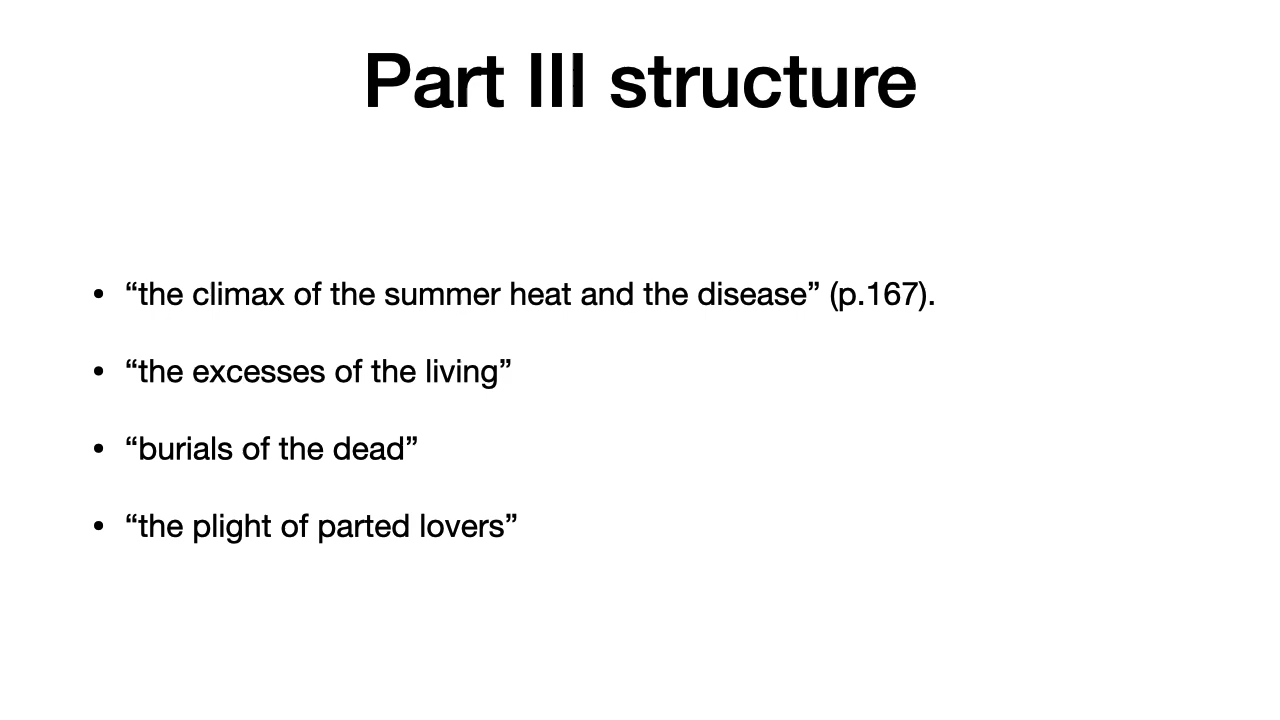 Part III structure
• “the climax of the summer heat and the disease” (p.167).
• “the excesses of the living”
• “burials of the dead”
• “the plight of parted lovers”